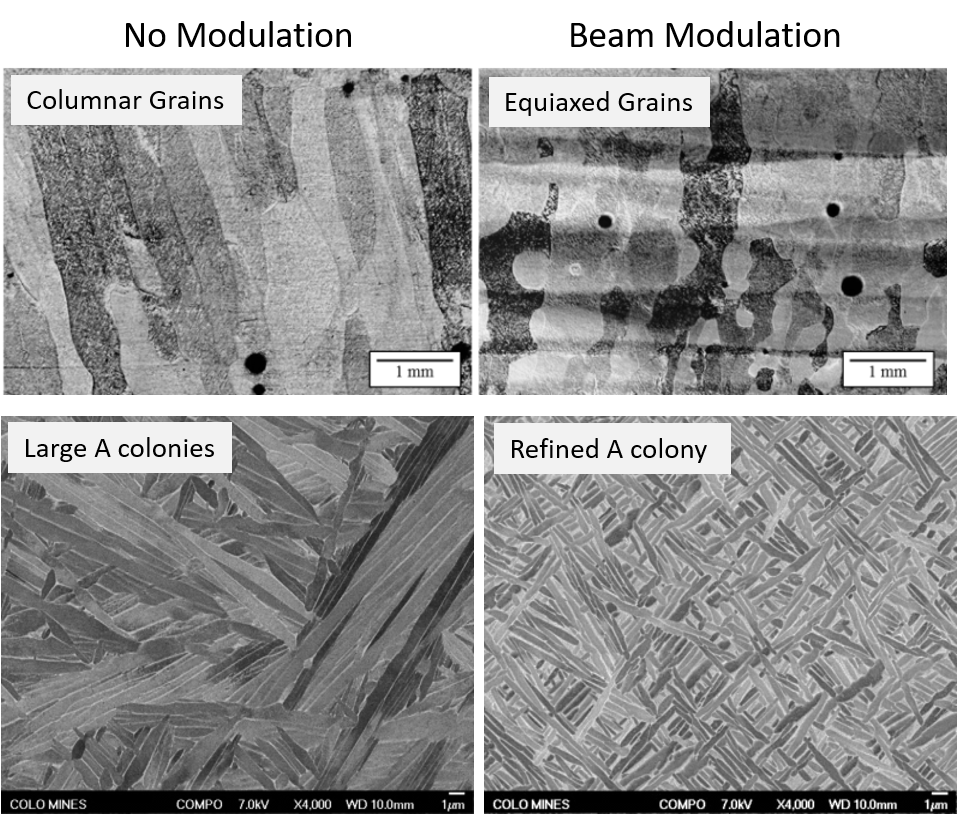 No Modulation
Beam Modulation
Columnar Grains
Equiaxed Grains
1 mm
1 mm
Large A colonies
Refined A colony
COLO MINES COMPO 7.0kV X4,000 WD 10.0mm 1μm
COLO MINES COMPO 7.0kV X4,000 WD 10.0mm 1μm